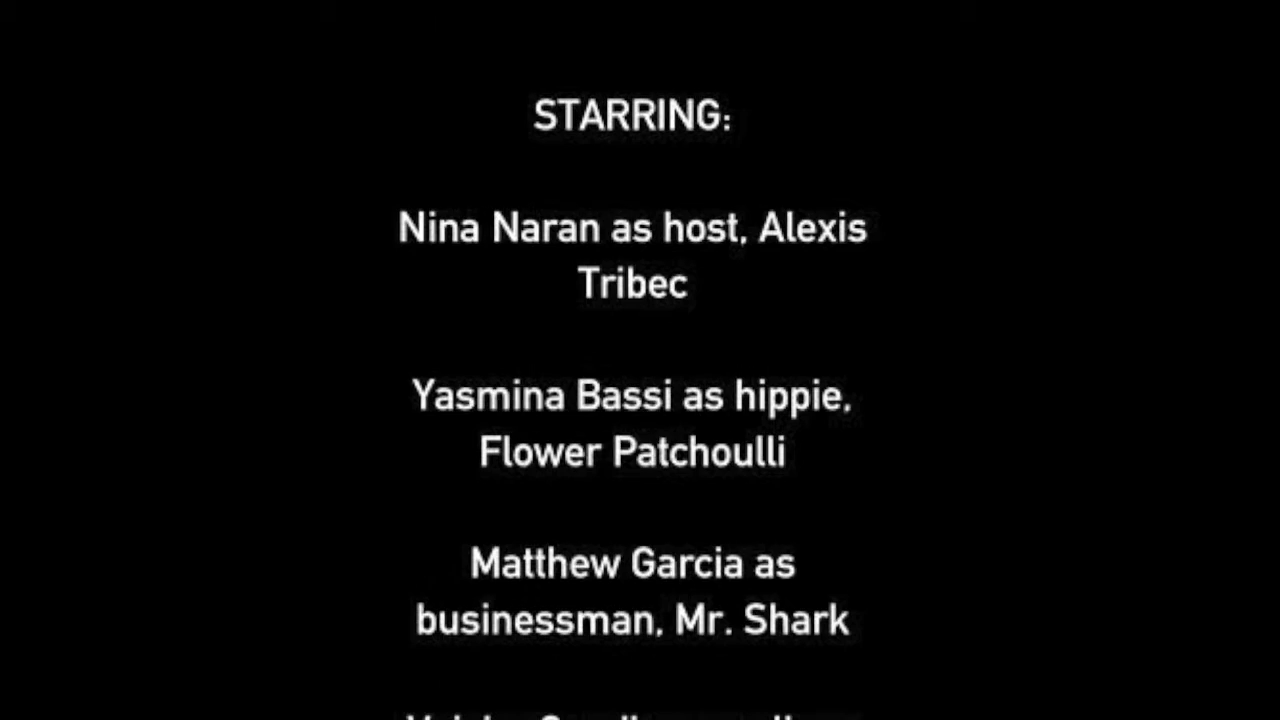 STARRING:
Nina Naran as host, Alexis
Tribec
Yasmina Bassi as hippie,
Flower Patchoulli
Matthew Garcia as
businessman, Mr. Shark